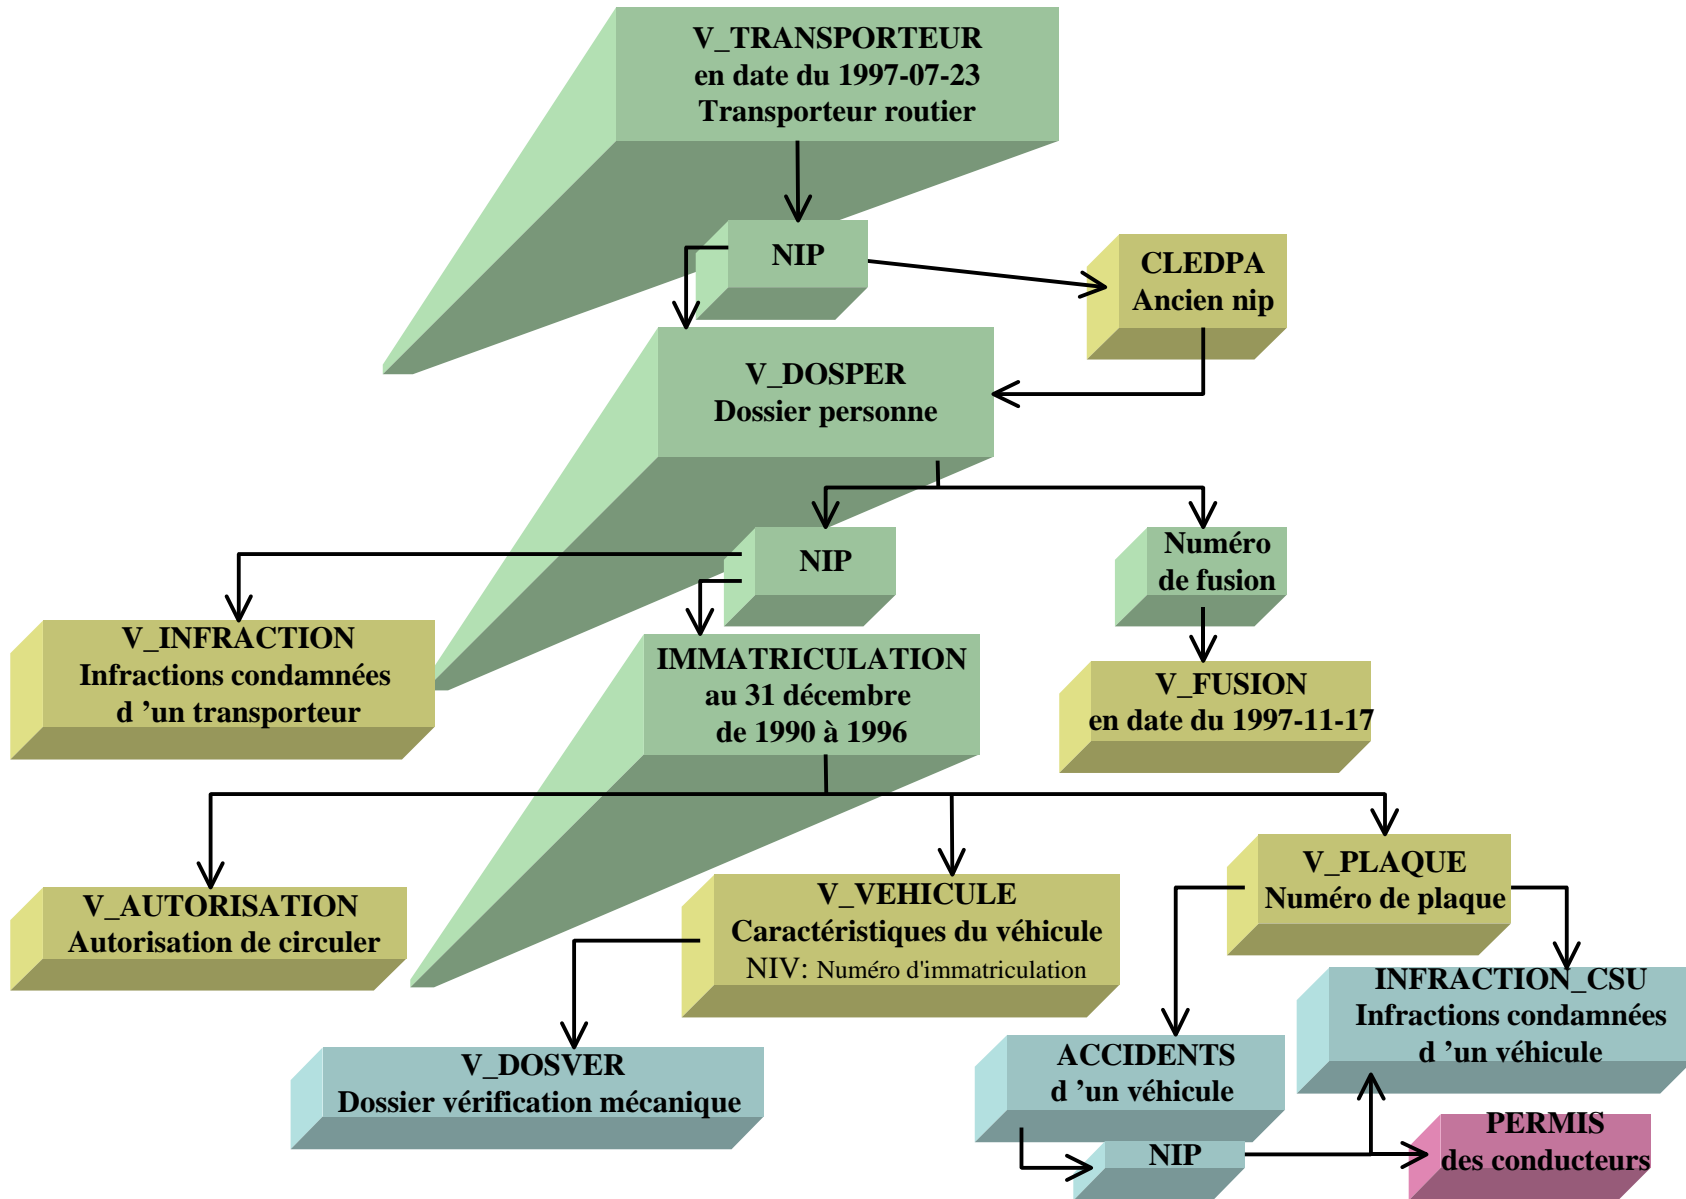 V_TRANSPORTEUR
en date du 1997-07-23
Transporteur routier
NIP
CLEDPA
Ancien nip
V_DOSPER
Dossier personne
NIP
Numéro
de fusion
V_INFRACTION
Infractions condamnées
d ’un transporteur
IMMATRICULATION
au 31 décembre
de 1990 à 1996
V_FUSION
en date du 1997-11-17
V_AUTORISATION
Autorisation de circuler
V_VEHICULE
Caractéristiques du véhicule
NIV: Numéro d'immatriculation
V_PLAQUE
Numéro de plaque
V_DOSVER
Dossier vérification mécanique
ACCIDENTS
d ’un véhicule
INFRACTION_CSU
Infractions condamnées
d ’un véhicule
NIP
PERMIS
des conducteurs